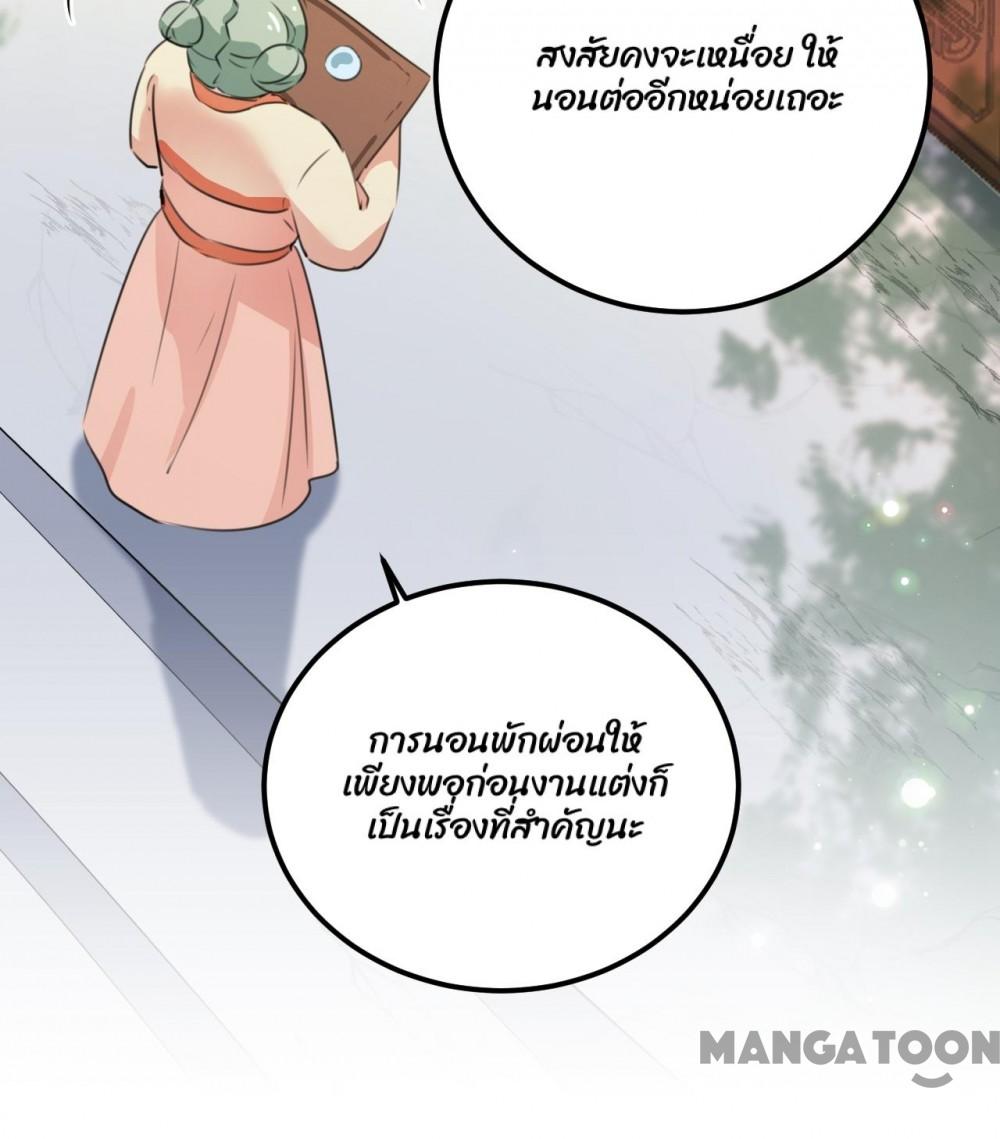 สงสัยคงจะเหนื่อย ให้
นอนต่ออีกหน่อยเถอะ
การนอนพักผ่อนให้
เพียงพอก่อนงานแต่งก็
เป็นเรื่องที่สำคัญนะ
MANGATOON